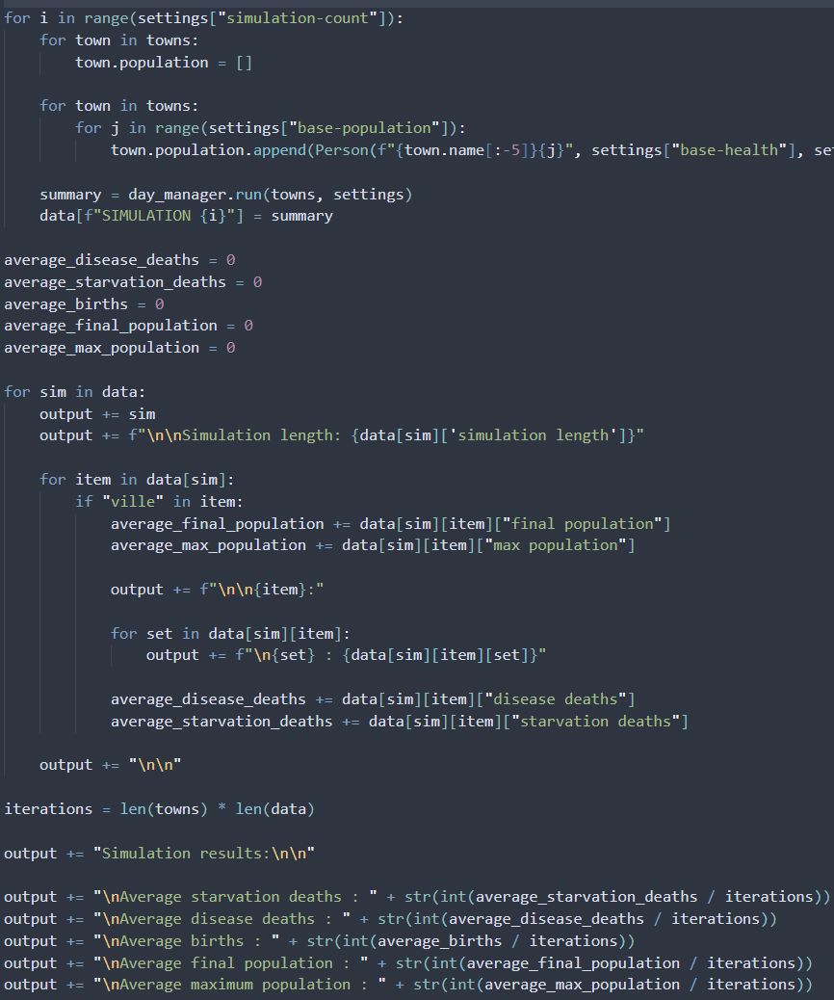 for i in range(settings["simulation-count"]):
    for town in towns:
        town.population = []

    for town in towns:
        for j in range(settings["base-population"]):
            town.population.append(Person(f"{town.name[:-5]}{j}", settings["base-health"], se

    summary = day_manager.run(towns, settings)
    data[f"SIMULATION {i}"] = summary

average_disease_deaths = 0
average_starvation_deaths = 0
average_births = 0
average_final_population = 0
average_max_population = 0

for sim in data:
    output += sim
    output += f"\n\nSimulation length: {data[sim]['simulation length']}"

    for item in data[sim]:
        if "ville" in item:
            average_final_population += data[sim][item]["final population"]
            average_max_population += data[sim][item]["max population"]

            output += f"\n\n{item}:"

            for set in data[sim][item]:
                output += f"\n{set} : {data[sim][item][set]}"

            average_disease_deaths += data[sim][item]["disease deaths"]
            average_starvation_deaths += data[sim][item]["starvation deaths"]

    output += "\n\n"

iterations = len(towns) * len(data)

output += "Simulation results:\n\n"

output += "\nAverage starvation deaths : " + str(int(average_starvation_deaths / iterations))
output += "\nAverage disease deaths : " + str(int(average_disease_deaths / iterations))
output += "\nAverage births : " + str(int(average_births / iterations))
output += "\nAverage final population : " + str(int(average_final_population / iterations))
output += "\nAverage maximum population : " + str(int(average_max_population / iterations))